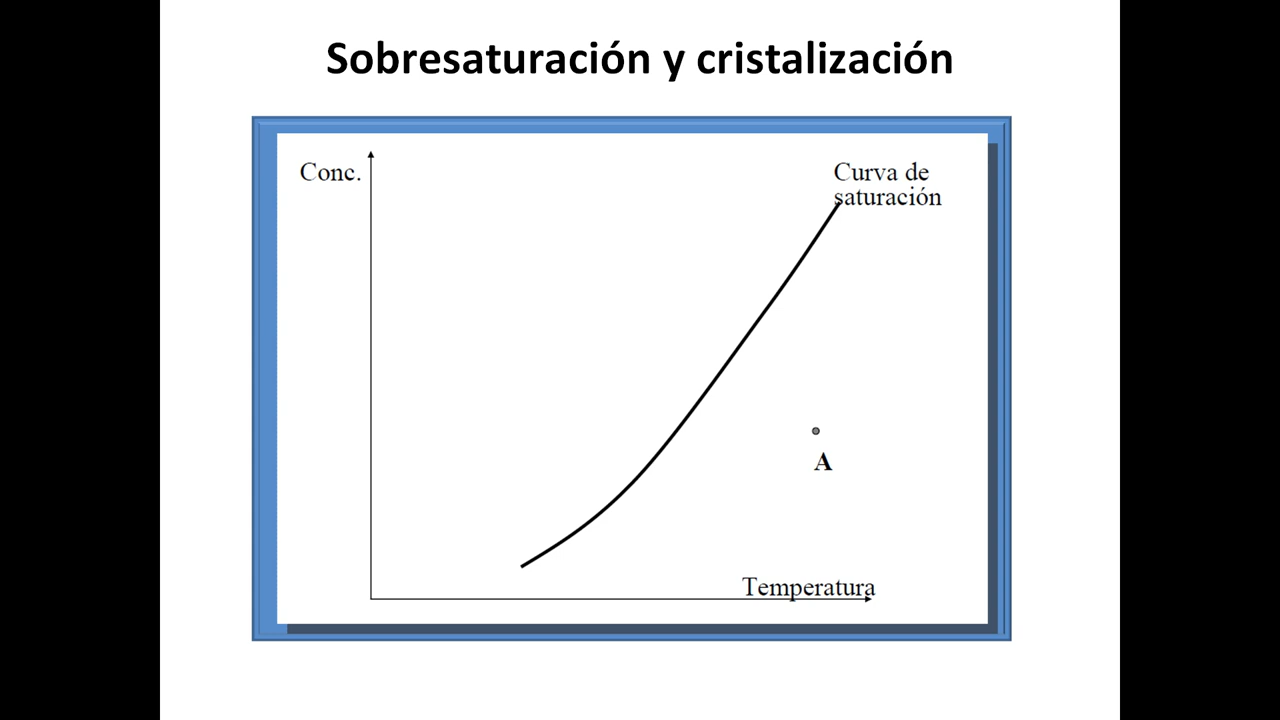 Sobresaturación y cristalización
Conc.
Curva de
saturación
A
Temperatura